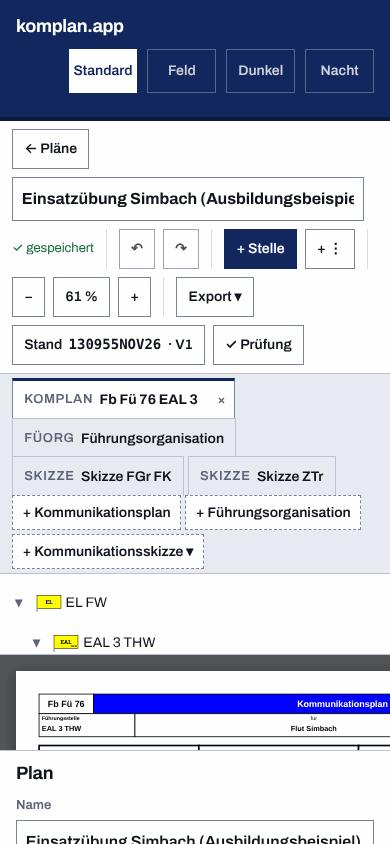 komplan.app
Standard Feld Dunkel Nacht
← Pläne
Einsatzübung Simbach (Ausbildungsbeispie
✓ gespeichert ↶ ↷ + Stelle + ⋮
− 61 % + Export ▾
Stand 130955NOV26 · V1 ✓ Prüfung
KOMPLAN Fb Fü 76 EAL 3 ×
FÜORG Führungsorganisation
SKIZZE Skizze FGr FK SKIZZE Skizze ZTr
+ Kommunikationsplan + Führungsorganisation
+ Kommunikationsskizze ▾
▼ EL EL FW
▼ EAL EAL 3 THW
Fb Fü 76 Kommunikationsplan
Führungsstelle für
EAL 3 THW Flut Simbach
Plan
Name
Einsatzübung Simbach (Ausbildungsbeispiel)